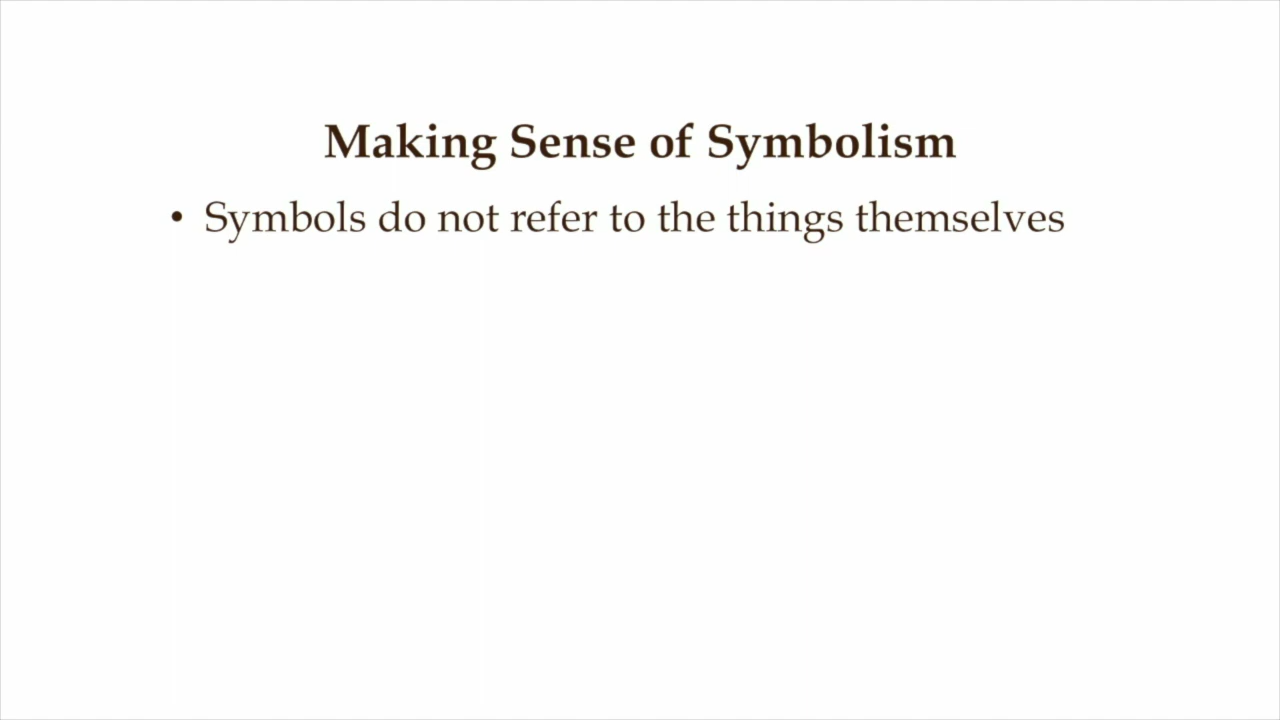 Making Sense of Symbolism
• Symbols do not refer to the things themselves